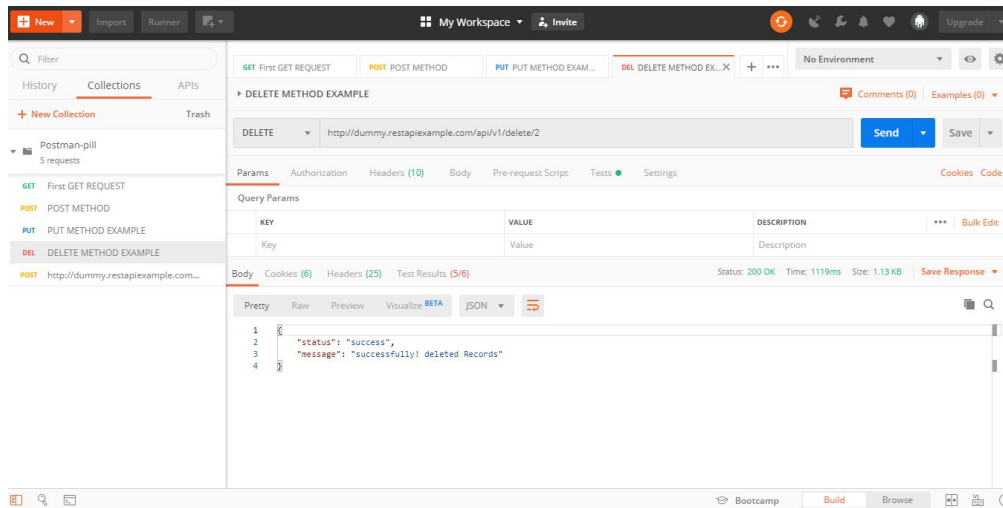 New Import Runner My Workspace Invite Upgrade
Filter
History Collections APIs
New Collection Trash
Postman-pill
5 requests
GET First GET REQUEST
POST POST METHOD
PUT PUT METHOD EXAMPLE
DEL DELETE METHOD EXAMPLE
POST http://dummy.restapiexample.com...
GET First GET REQUEST POST POST METHOD PUT PUT METHOD EXAM... DEL DELETE METHOD EX... No Environment
DELETE METHOD EXAMPLE Comments (0) Examples (0)
DELETE http://dummy.restapiexample.com/api/v1/delete/2 Send Save
Params Authorization Headers (10) Body Pre-request Script Tests Settings Cookies Code
Query Params
KEY VALUE DESCRIPTION Bulk Edit
Key Value Description
Body Cookies (6) Headers (25) Test Results (5/6) Status: 200 OK Time: 1119ms Size: 1.13 KB Save Response
Pretty Raw Preview Visualize BETA JSON
1 {
2 "status": "success",
3 "message": "successfully! deleted Records"
4 }
Bootcamp Build Browse